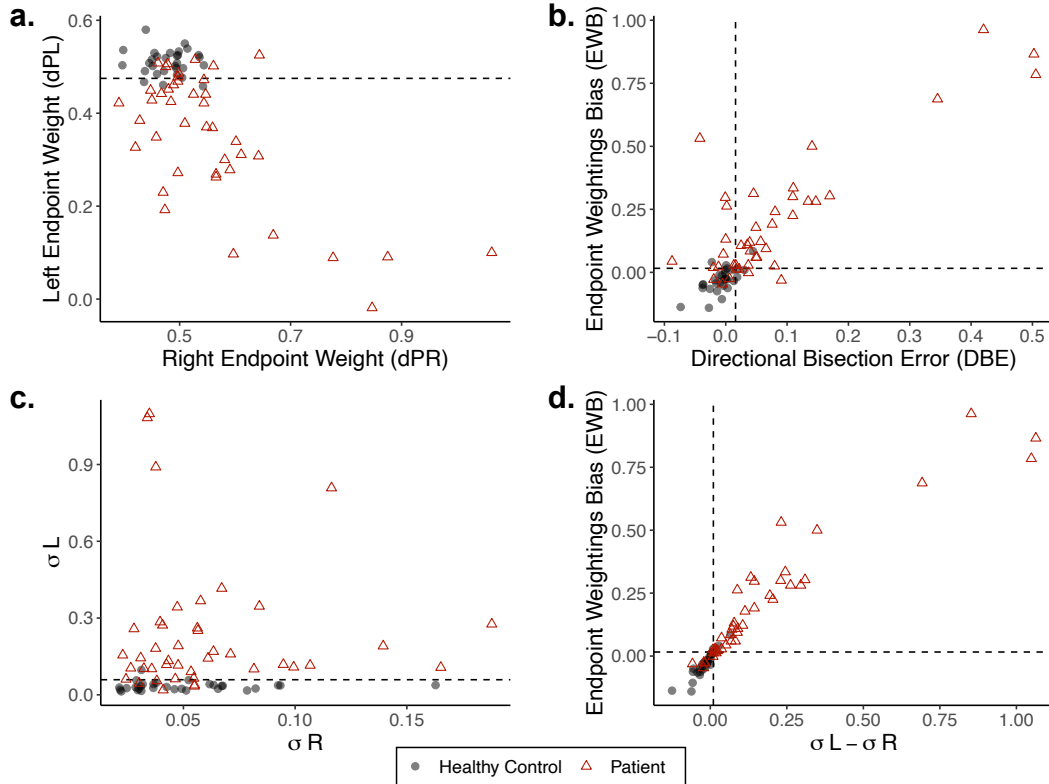 a.
Left Endpoint Weight (dPL)
0.6
0.4
0.2
0.0
0.5
0.7
0.9
Right Endpoint Weight (dPR)
b.
Endpoint Weightings Bias (EWB)
1.00
0.75
0.50
0.25
0.00
−0.1
0.0
0.1
0.2
0.3
0.4
0.5
Directional Bisection Error (DBE)
c.
σ L
0.9
0.6
0.3
0.0
0.05
0.10
0.15
σ R
d.
Endpoint Weightings Bias (EWB)
1.00
0.75
0.50
0.25
0.00
0.00
0.25
0.50
0.75
1.00
σ L − σ R
Healthy Control
Patient